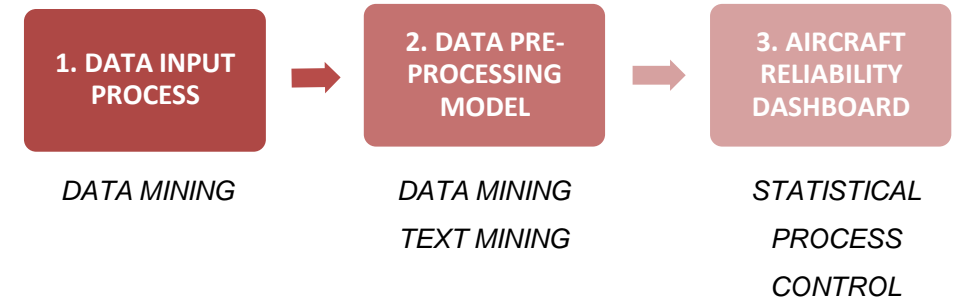 1. DATA INPUT
PROCESS
2. DATA PRE-
PROCESSING
MODEL
3. AIRCRAFT
RELIABILITY
DASHBOARD
DATA MINING
DATA MINING
TEXT MINING
STATISTICAL
PROCESS
CONTROL